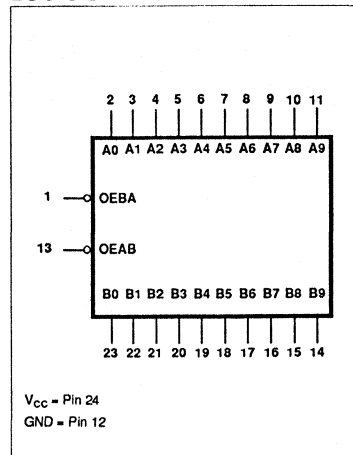 2 3 4 5 6 7 8 9 10 11
A0 A1 A2 A3 A4 A5 A6 A7 A8 A9
1 OEBA
13 OEAB
B0 B1 B2 B3 B4 B5 B6 B7 B8 B9
23 22 21 20 19 18 17 16 15 14
VCC = Pin 24
GND = Pin 12